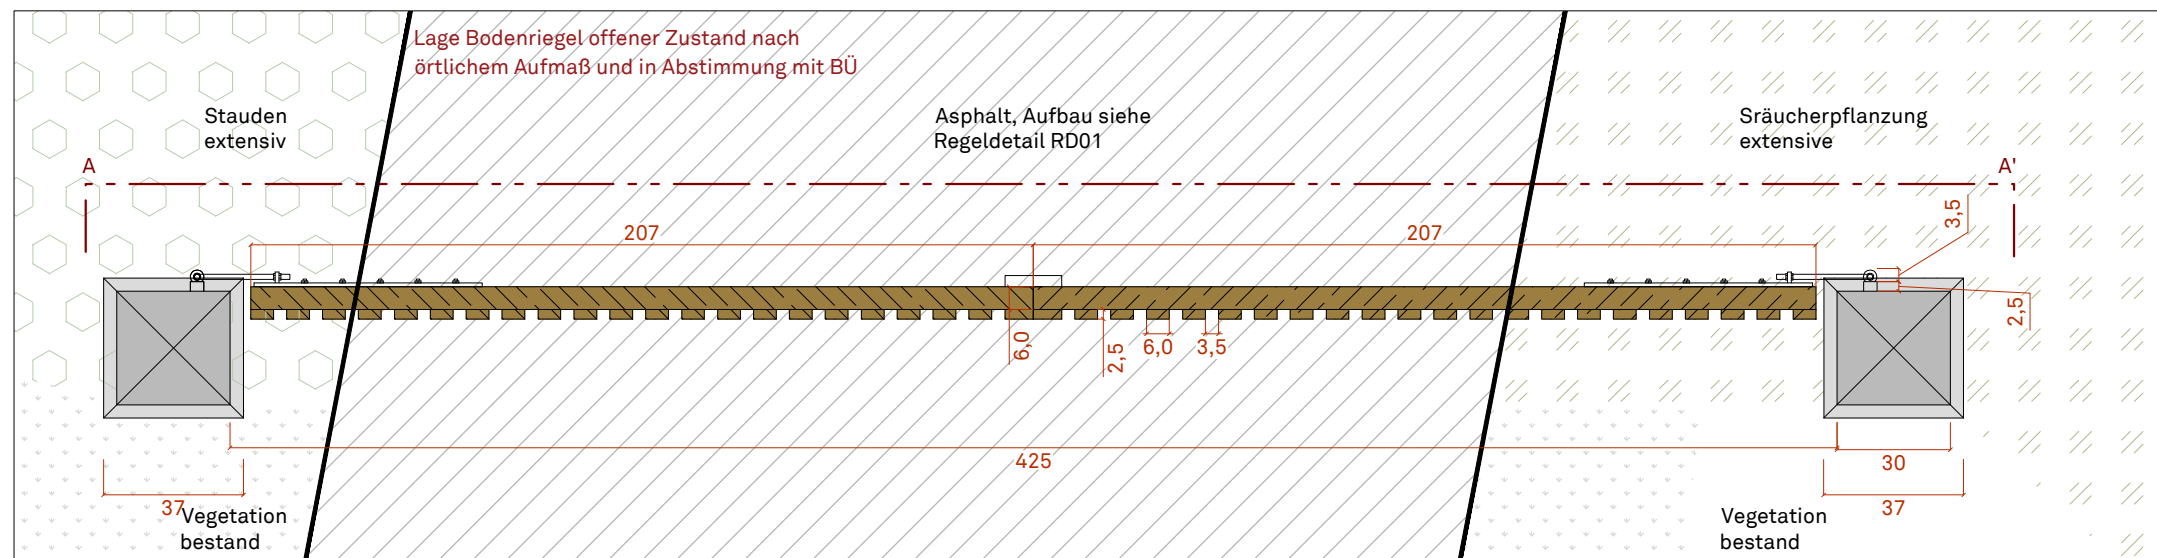 Lage Bodenriegel offener Zustand nach
örtlichem Aufmaß und in Abstimmung mit BÜ
Stauden
extensiv
Asphalt, Aufbau siehe
Regeldetail RD01
Sräucherpflanzung
extensive
A
A'
3,5
207
207
2,5
6,0
2,5
6,0
3,5
425
30
37
37
Vegetation
bestand
Vegetation
bestand